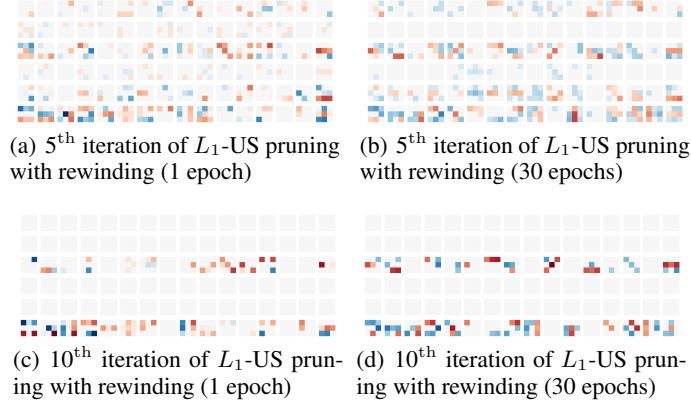 (a) 5th iteration of L1-US pruning
with rewinding (1 epoch)
(b) 5th iteration of L1-US pruning
with rewinding (30 epochs)
(c) 10th iteration of L1-US prun-
ing with rewinding (1 epoch)
(d) 10th iteration of L1-US prun-
ing with rewinding (30 epochs)